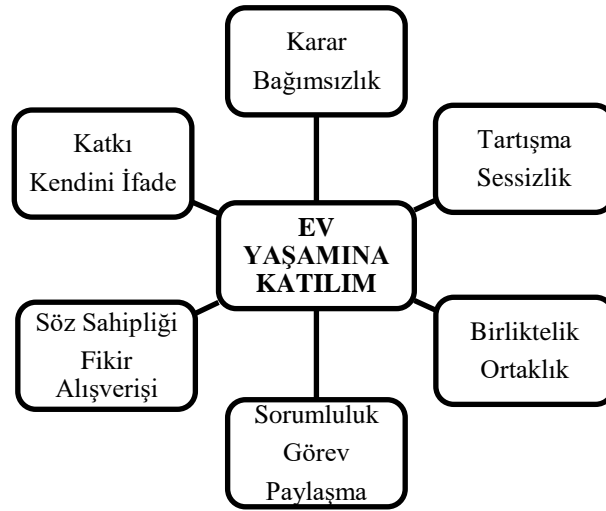 Karar
Bağımsızlık
Katkı
Kendini İfade
Tartışma
Sessizlik
EV
YAŞAMINA
KATILIM
Söz Sahipliği
Fikir
Alışverişi
Birliktelik
Ortaklık
Sorumluluk
Görev
Paylaşma